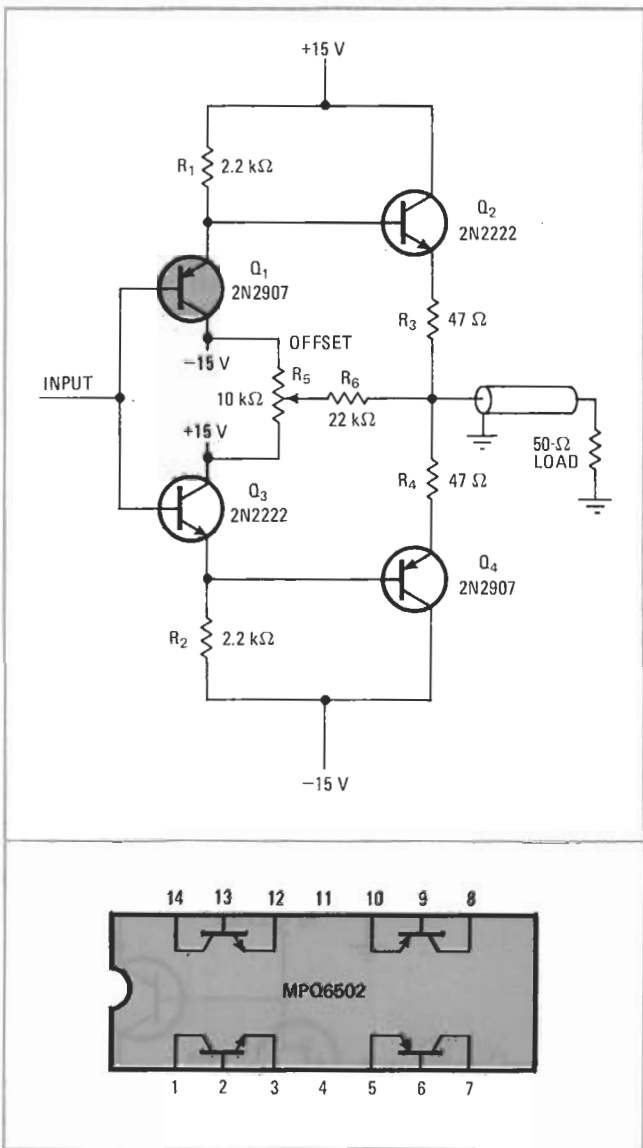 +15 V
R1 2.2 kΩ
Q2
2N2222
Q1
2N2907
R3 47 Ω
OFFSET
−15 V
R5 R6
INPUT
10 kΩ 22 kΩ
+15 V
50-Ω
LOAD
Q3
2N2222
R4 47 Ω
Q4
2N2907
R2 2.2 kΩ
−15 V
14 13 12 11 10 9 8
MPQ6502
1 2 3 4 5 6 7